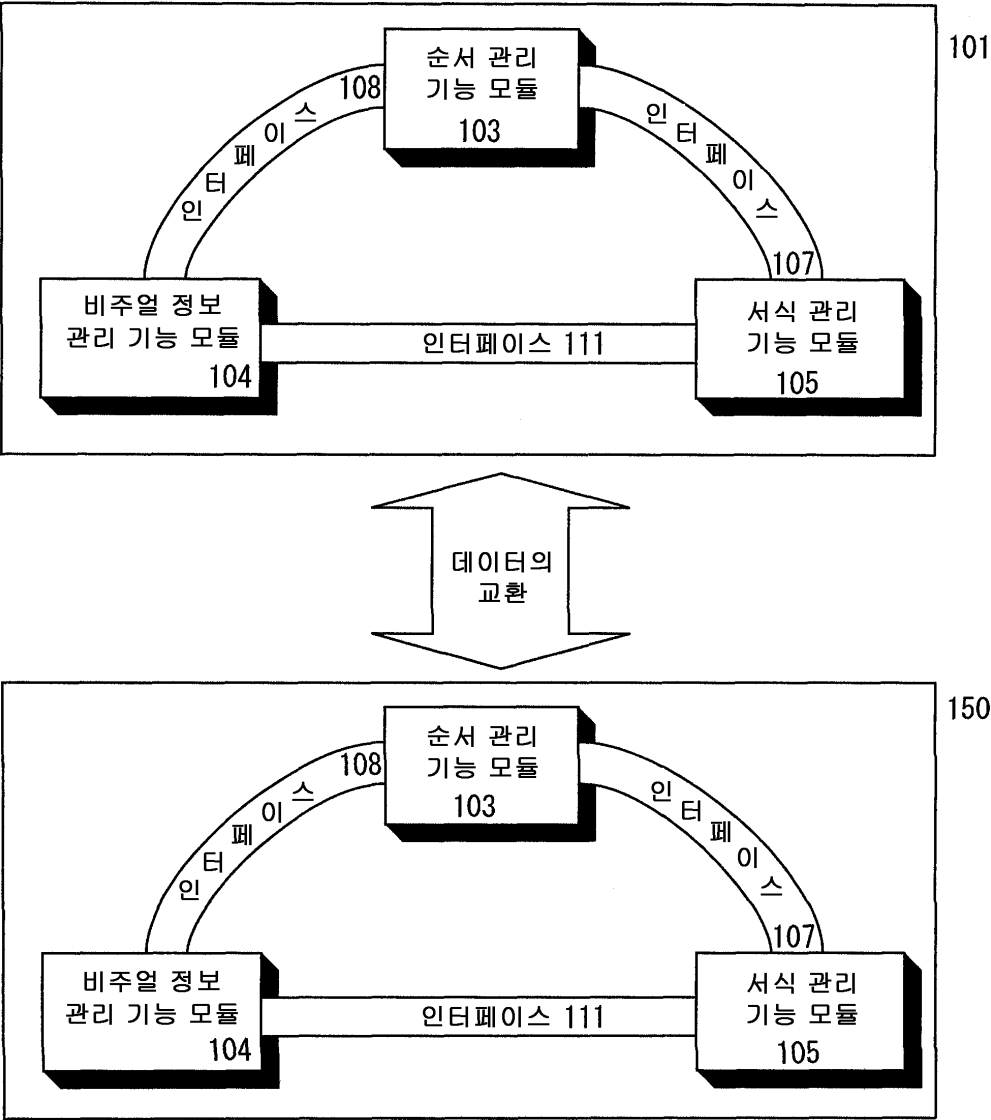 101
순서 관리
기능 모듈
103
인터페이스 108
인터페이스 107
비주얼 정보
관리 기능 모듈
104
인터페이스 111
서식 관리
기능 모듈
105
데이터의
교환
150
순서 관리
기능 모듈
103
인터페이스 108
인터페이스 107
비주얼 정보
관리 기능 모듈
104
인터페이스 111
서식 관리
기능 모듈
105